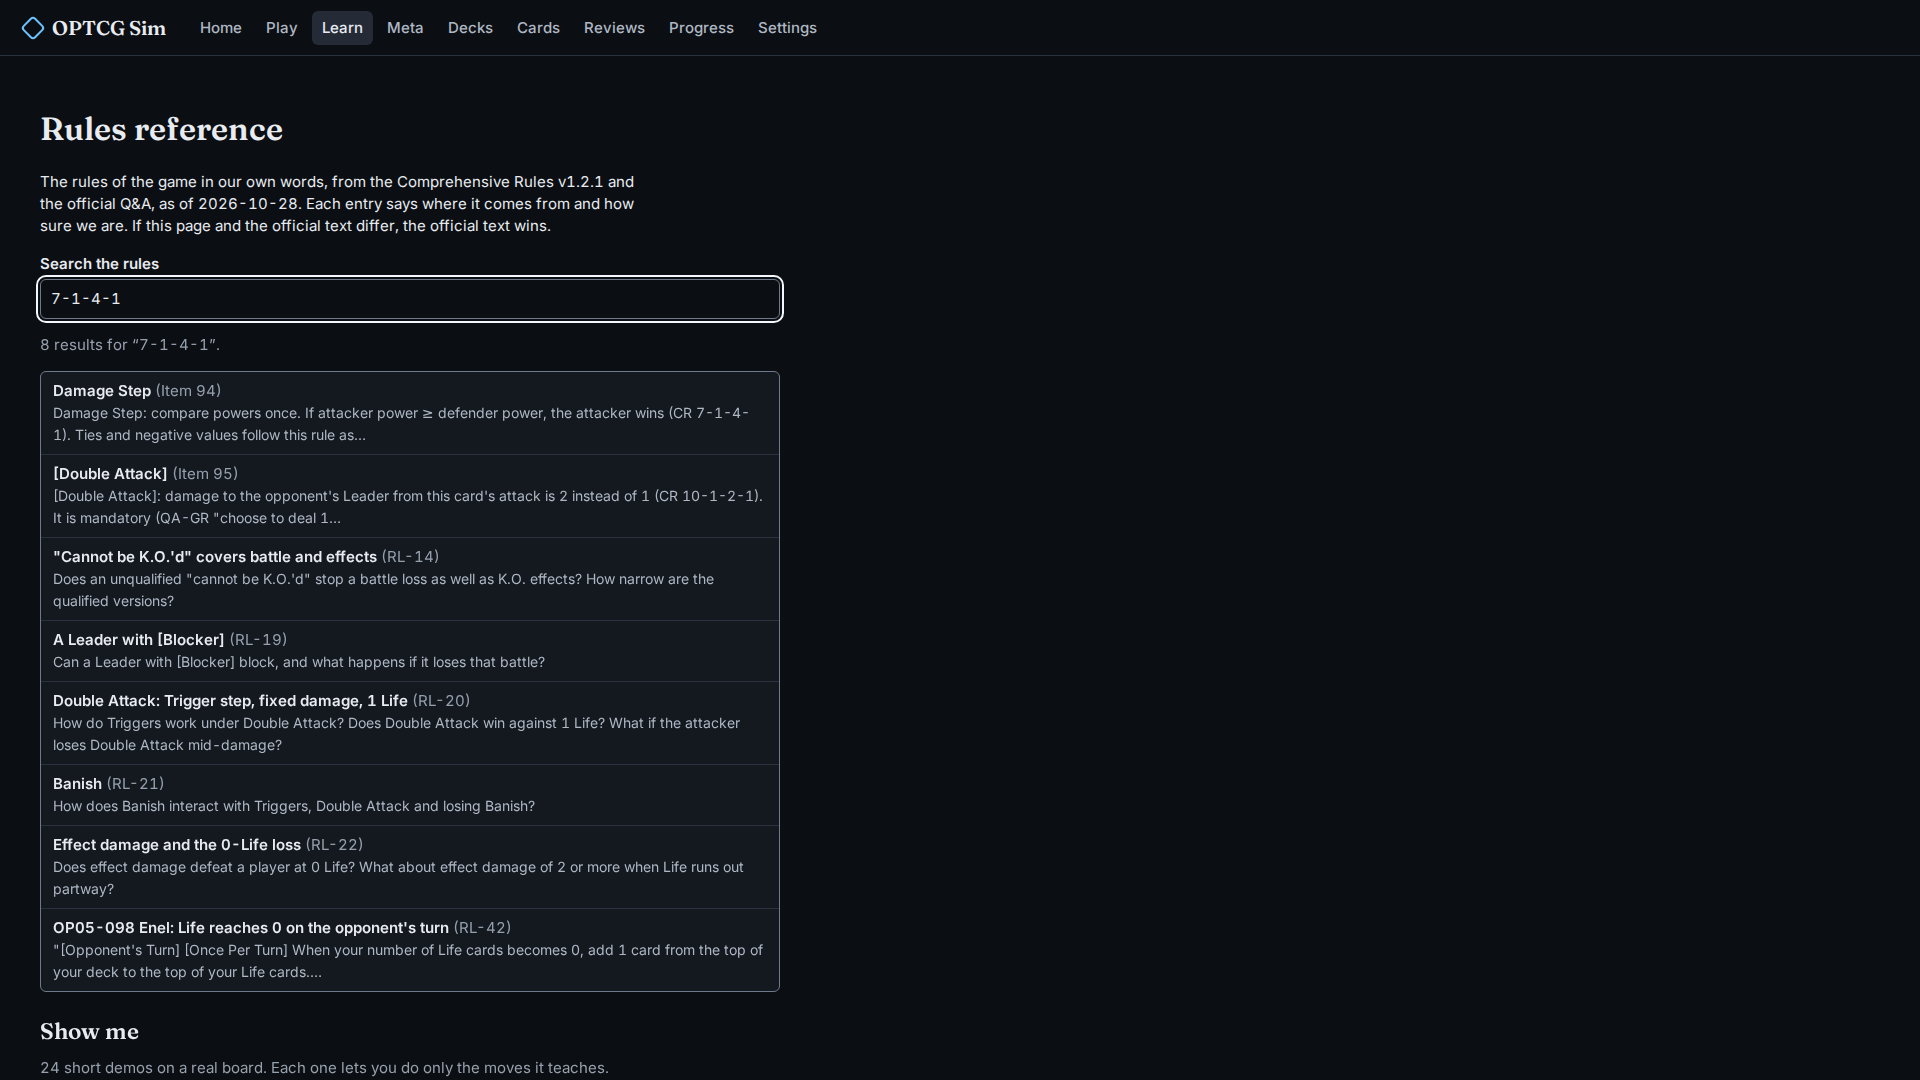 OPTCG Sim
Home Play Learn Meta Decks Cards Reviews Progress Settings
Rules reference
The rules of the game in our own words, from the Comprehensive Rules v1.2.1 and
the official Q&A, as of 2026-10-28. Each entry says where it comes from and how
sure we are. If this page and the official text differ, the official text wins.
Search the rules
7-1-4-1
8 results for “7-1-4-1”.
Damage Step (Item 94)
Damage Step: compare powers once. If attacker power ≥ defender power, the attacker wins (CR 7-1-4-
1). Ties and negative values follow this rule as...
[Double Attack] (Item 95)
[Double Attack]: damage to the opponent's Leader from this card's attack is 2 instead of 1 (CR 10-1-2-1).
It is mandatory (QA-GR "choose to deal 1...
"Cannot be K.O.'d" covers battle and effects (RL-14)
Does an unqualified "cannot be K.O.'d" stop a battle loss as well as K.O. effects? How narrow are the
qualified versions?
A Leader with [Blocker] (RL-19)
Can a Leader with [Blocker] block, and what happens if it loses that battle?
Double Attack: Trigger step, fixed damage, 1 Life (RL-20)
How do Triggers work under Double Attack? Does Double Attack win against 1 Life? What if the attacker
loses Double Attack mid-damage?
Banish (RL-21)
How does Banish interact with Triggers, Double Attack and losing Banish?
Effect damage and the 0-Life loss (RL-22)
Does effect damage defeat a player at 0 Life? What about effect damage of 2 or more when Life runs out
partway?
OP05-098 Enel: Life reaches 0 on the opponent's turn (RL-42)
"[Opponent's Turn] [Once Per Turn] When your number of Life cards becomes 0, add 1 card from the top of
your deck to the top of your Life cards....
Show me
24 short demos on a real board. Each one lets you do only the moves it teaches.